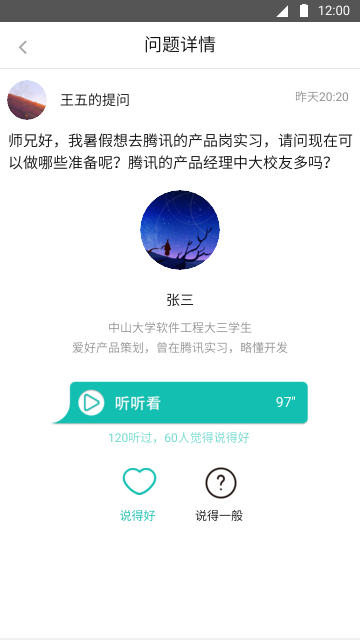 12:00
问题详情
王五的提问
昨天20:20
师兄好，我暑假想去腾讯的产品岗实习，请问现在可
以做哪些准备呢？腾讯的产品经理中大校友多吗？
张三
中山大学软件工程大三学生
爱好产品策划，曾在腾讯实习，略懂开发
听听看 97"
120听过，60人觉得说得好
说得好 说得一般